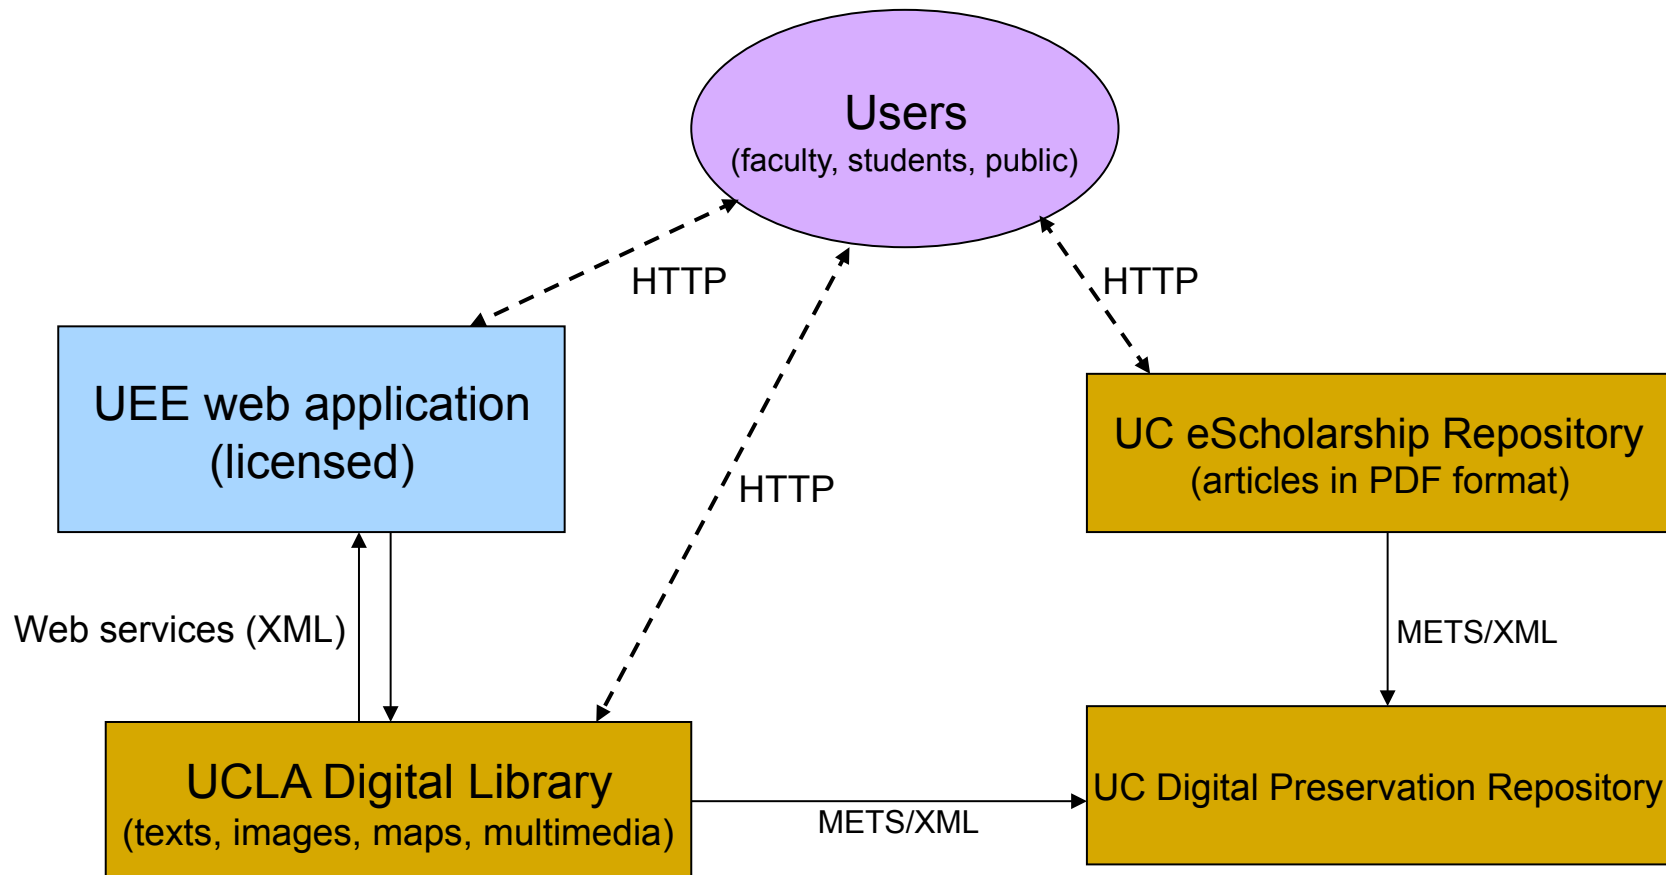 Users
(faculty, students, public)
HTTP
HTTP
UEE web application
(licensed)
UC eScholarship Repository
(articles in PDF format)
HTTP
Web services (XML)
METS/XML
UCLA Digital Library
(texts, images, maps, multimedia)
METS/XML
UC Digital Preservation Repository